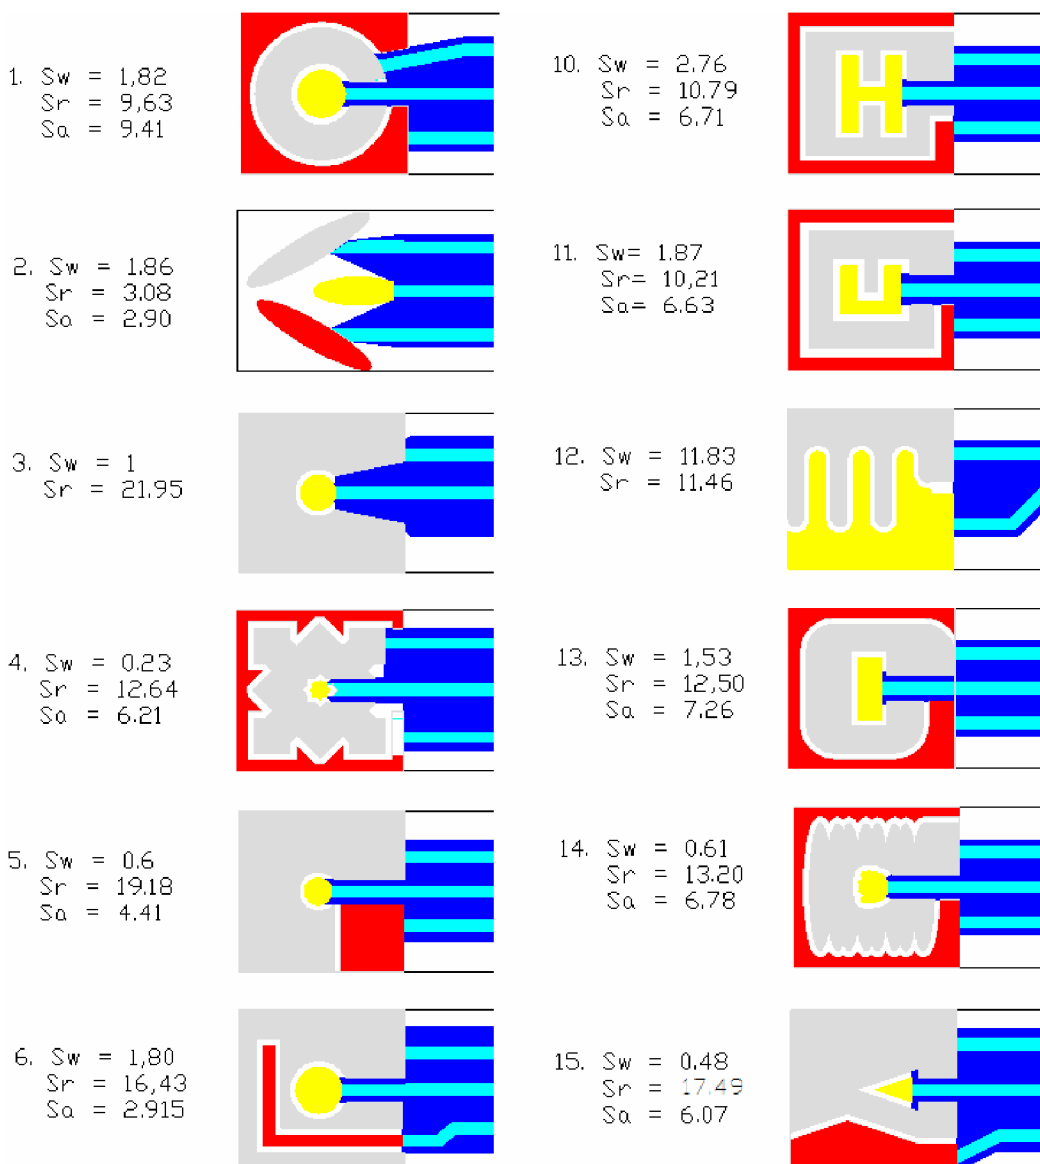 1. Sw = 1,82
Sr = 9,63
Sa = 9.41
2. Sw = 1.86
Sr = 3.08
Sa = 2.90
3. Sw = 1
Sr = 21.95
4. Sw = 0.23
Sr = 12,64
Sa = 6.21
5. Sw = 0.6
Sr = 19.18
Sa = 4.41
6. Sw = 1,80
Sr = 16,43
Sa = 2.915
10. Sw = 2.76
Sr = 10.79
Sa = 6.71
11. Sw= 1.87
Sr= 10,21
Sa= 6.63
12. Sw = 11.83
Sr = 11.46
13. Sw = 1,53
Sr = 12,50
Sa = 7.26
14. Sw = 0.61
Sr = 13.20
Sa = 6.78
15. Sw = 0.48
Sr = 17.49
Sa = 6.07